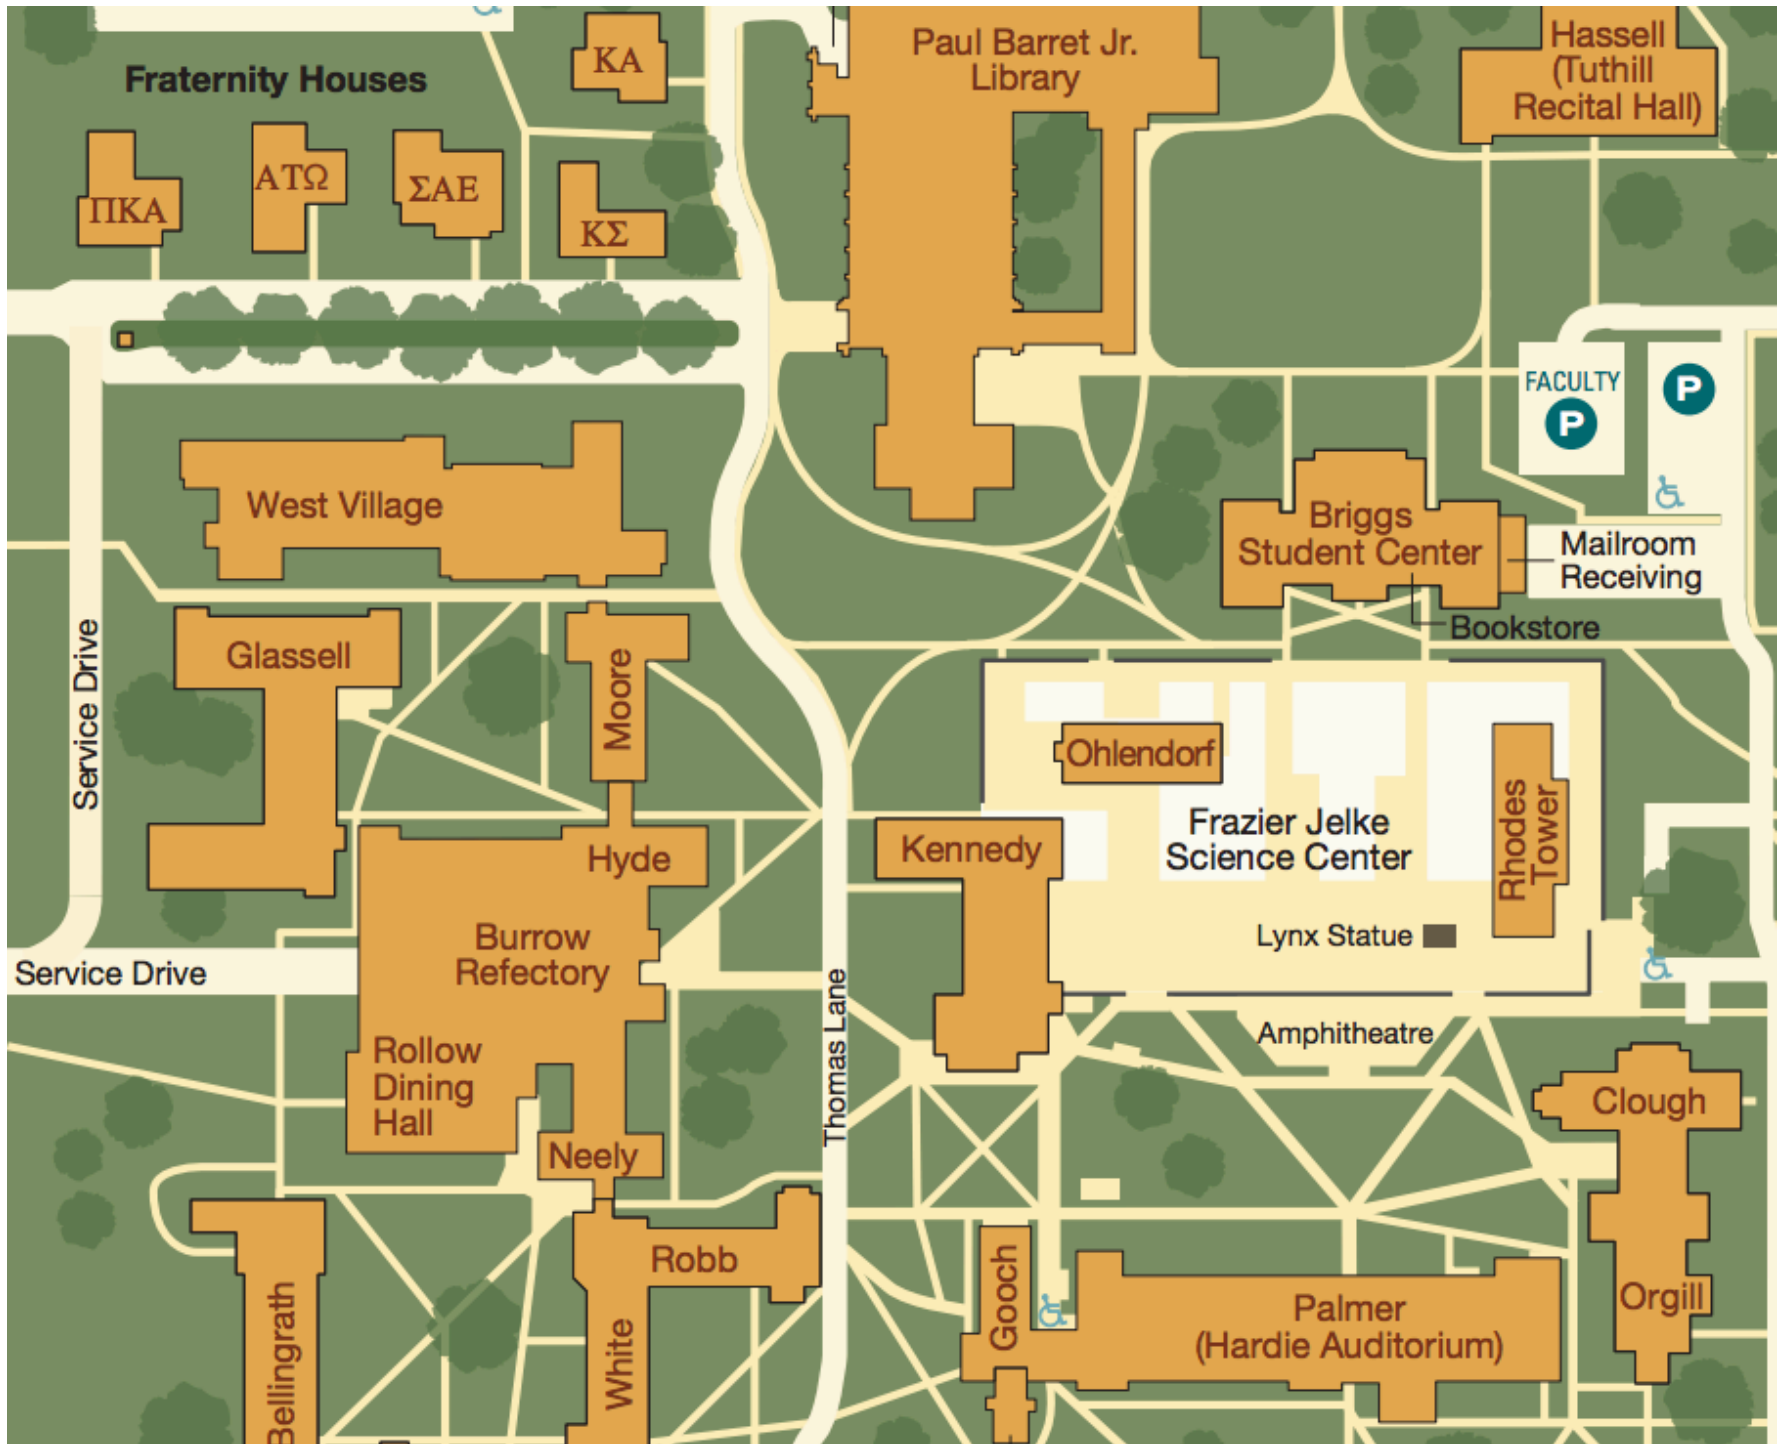 Paul Barret Jr.
Library
Hassell
(Tuthill
Recital Hall)
Fraternity Houses
ΚΑ
ΠΚΑ
ΑΤΩ
ΣΑΕ
ΚΣ
FACULTY
P
P
West Village
Briggs
Student Center
Mailroom
Receiving
Bookstore
Service Drive
Glassell
Moore
Ohlendorf
Frazier Jelke
Science Center
Rhodes
Tower
Kennedy
Hyde
Burrow
Refectory
Lynx Statue
Service Drive
Thomas Lane
Amphitheatre
Rollow
Dining
Hall
Clough
Neely
Robb
Gooch
Palmer
(Hardie Auditorium)
Orgill
Bellingrath
White